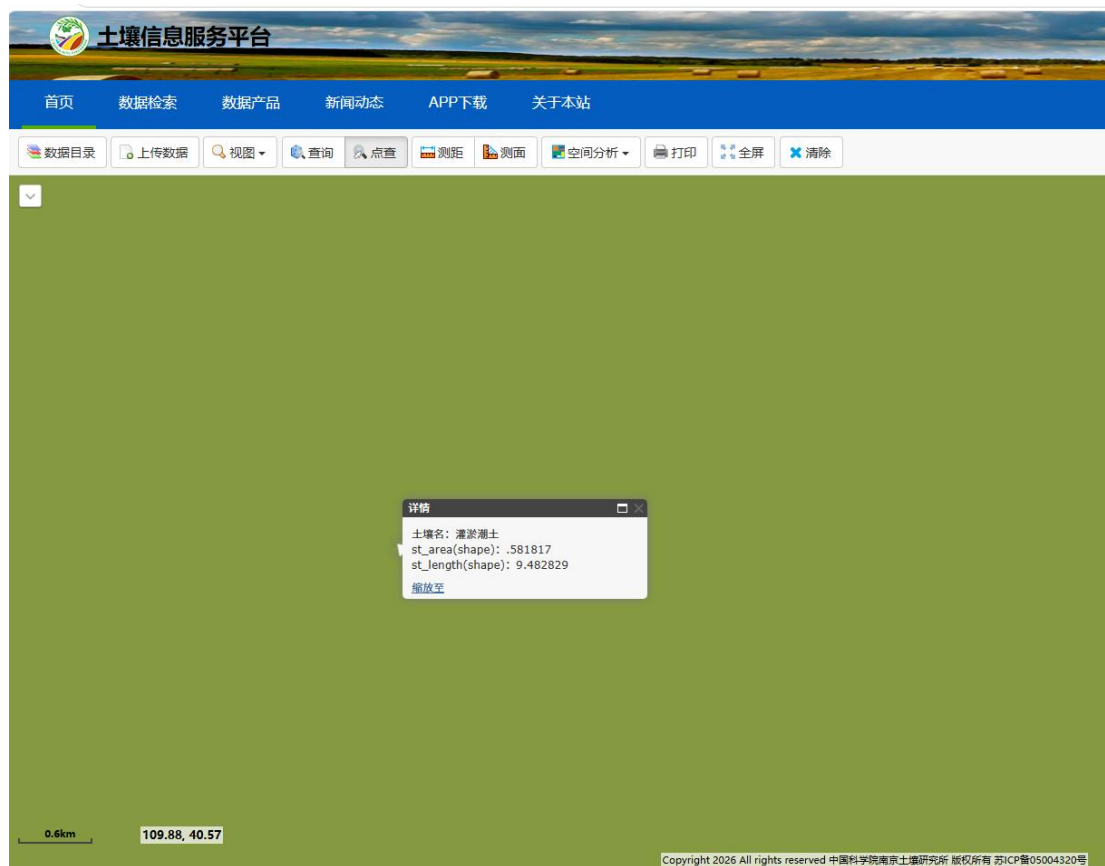 土壤信息服务平台
首页 数据检索 数据产品 新闻动态 APP下载 关于本站
数据目录 上传数据 视图 查询 点查 测距 测面 空间分析 打印 全屏 清除
详情
土壤名：灌淤潮土
st_area(shape)：.581817
st_length(shape)：9.482829
缩放至
0.6km 109.88, 40.57
Copyright 2026 All rights reserved 中国科学院南京土壤研究所 版权所有 苏ICP备05004320号